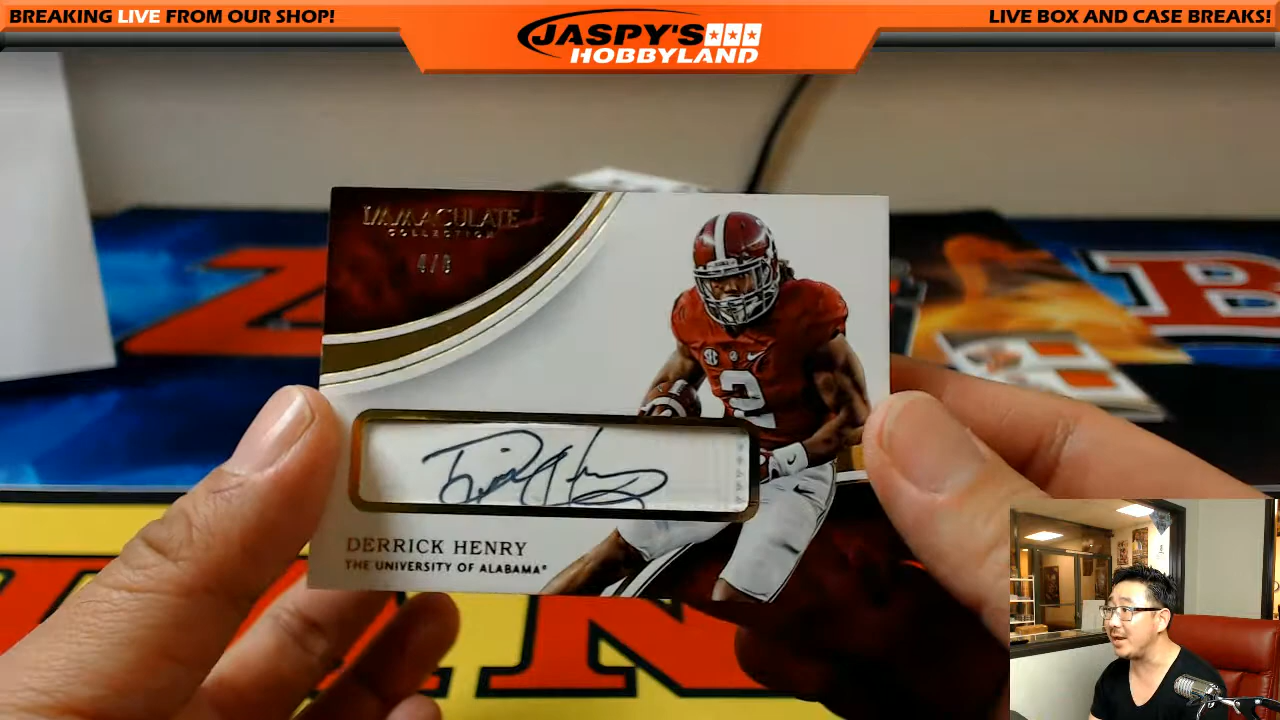 BREAKING LIVE FROM OUR SHOP!
JASPY'S
HOBBYLAND
LIVE BOX AND CASE BREAKS!
IMMACULATE
COLLECTION
2
DERRICK HENRY
THE UNIVERSITY OF ALABAMA®